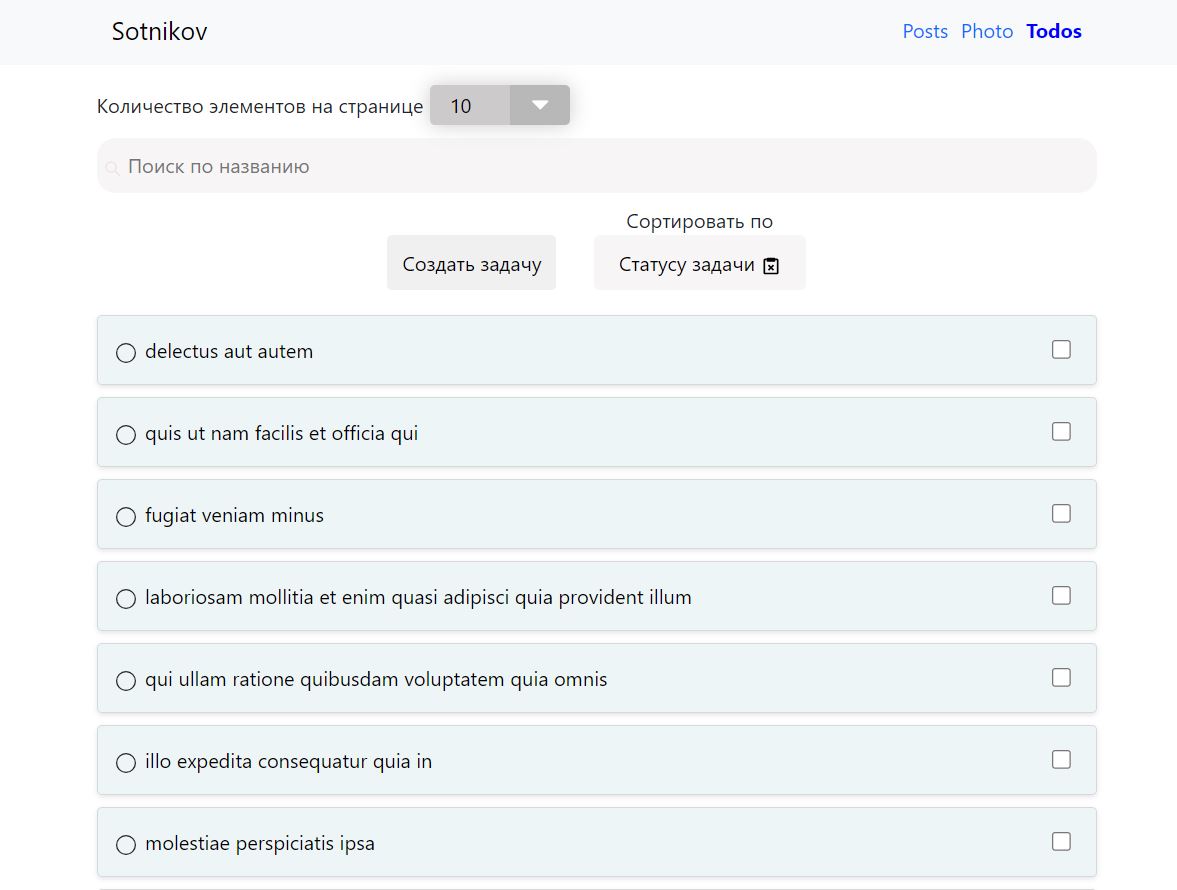 Sotnikov
Posts Photo Todos
Количество элементов на странице 10
Поиск по названию
Сортировать по
Создать задачу
Статусу задачи
delectus aut autem
quis ut nam facilis et officia qui
fugiat veniam minus
laboriosam mollitia et enim quasi adipisci quia provident illum
qui ullam ratione quibusdam voluptatem quia omnis
illo expedita consequatur quia in
molestiae perspiciatis ipsa